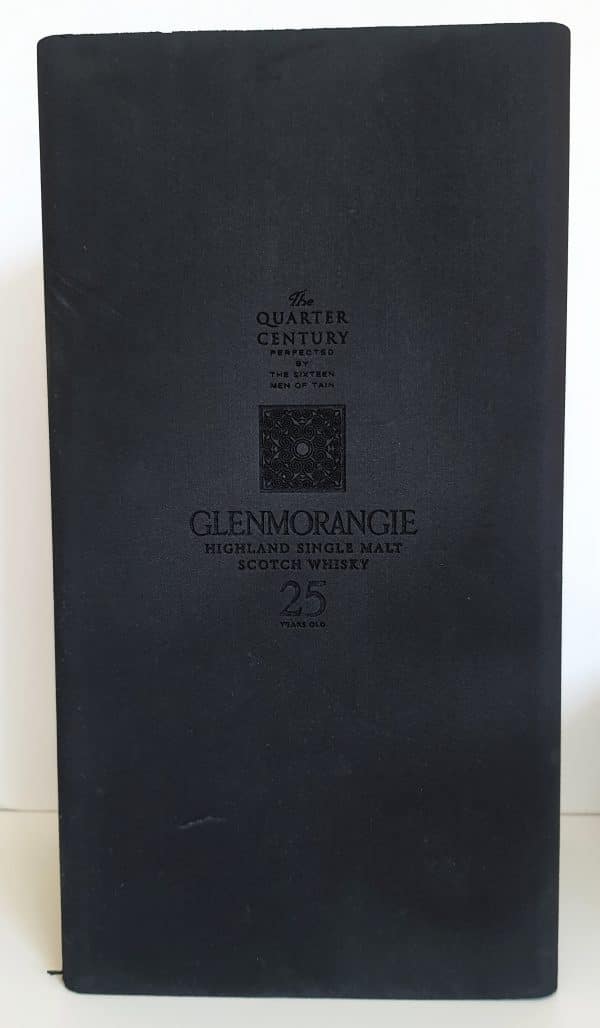 The
QUARTER
CENTURY
PERFECTED
BY
THE SIXTEEN
MEN OF TAIN
GLENMORANGIE
HIGHLAND SINGLE MALT
SCOTCH WHISKY
25
YEARS OLD